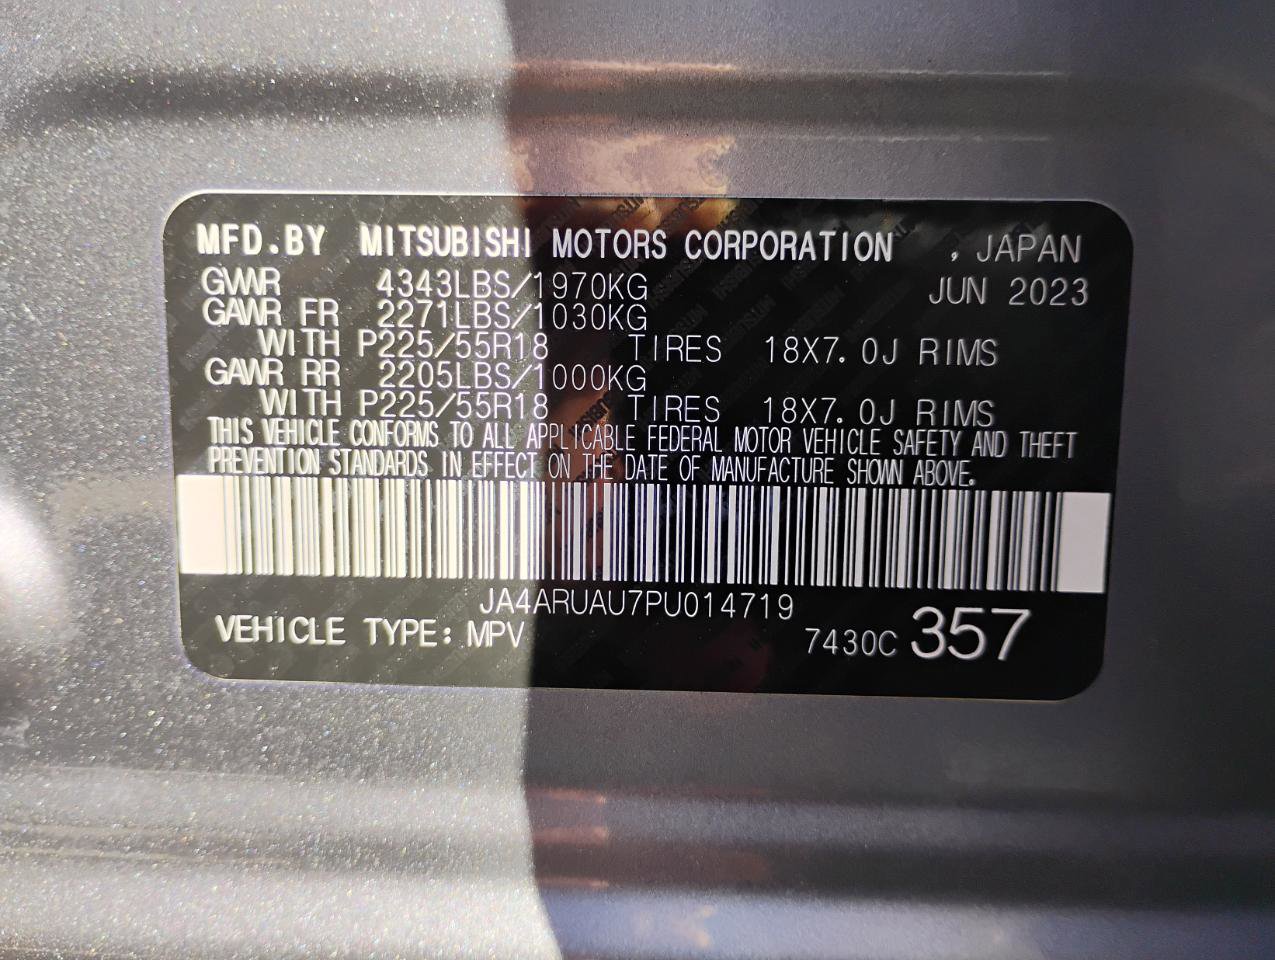 MFD.BY MITSUBISHI MOTORS CORPORATION , JAPAN
GVWR 4343LBS/1970KG JUN 2023
GAWR FR 2271LBS/1030KG
WITH P225/55R18 TIRES 18X7.0J RIMS
GAWR RR 2205LBS/1000KG
WITH P225/55R18 TIRES 18X7.0J RIMS
THIS VEHICLE CONFORMS TO ALL APPLICABLE FEDERAL MOTOR VEHICLE SAFETY AND THEFT
PREVENTION STANDARDS IN EFFECT ON THE DATE OF MANUFACTURE SHOWN ABOVE.
JA4ARUAU7PU014719
VEHICLE TYPE: MPV 7430C 357